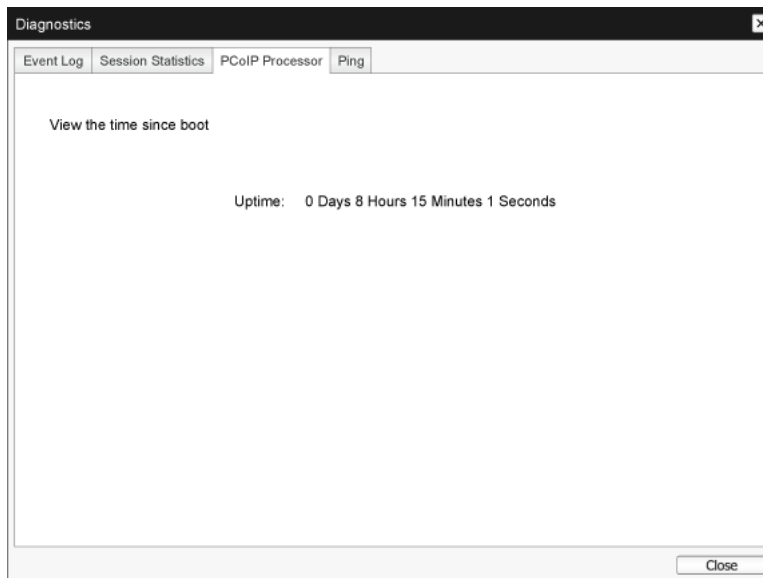 Diagnostics
Event Log Session Statistics PCoIP Processor Ping
View the time since boot
Uptime: 0 Days 8 Hours 15 Minutes 1 Seconds
Close